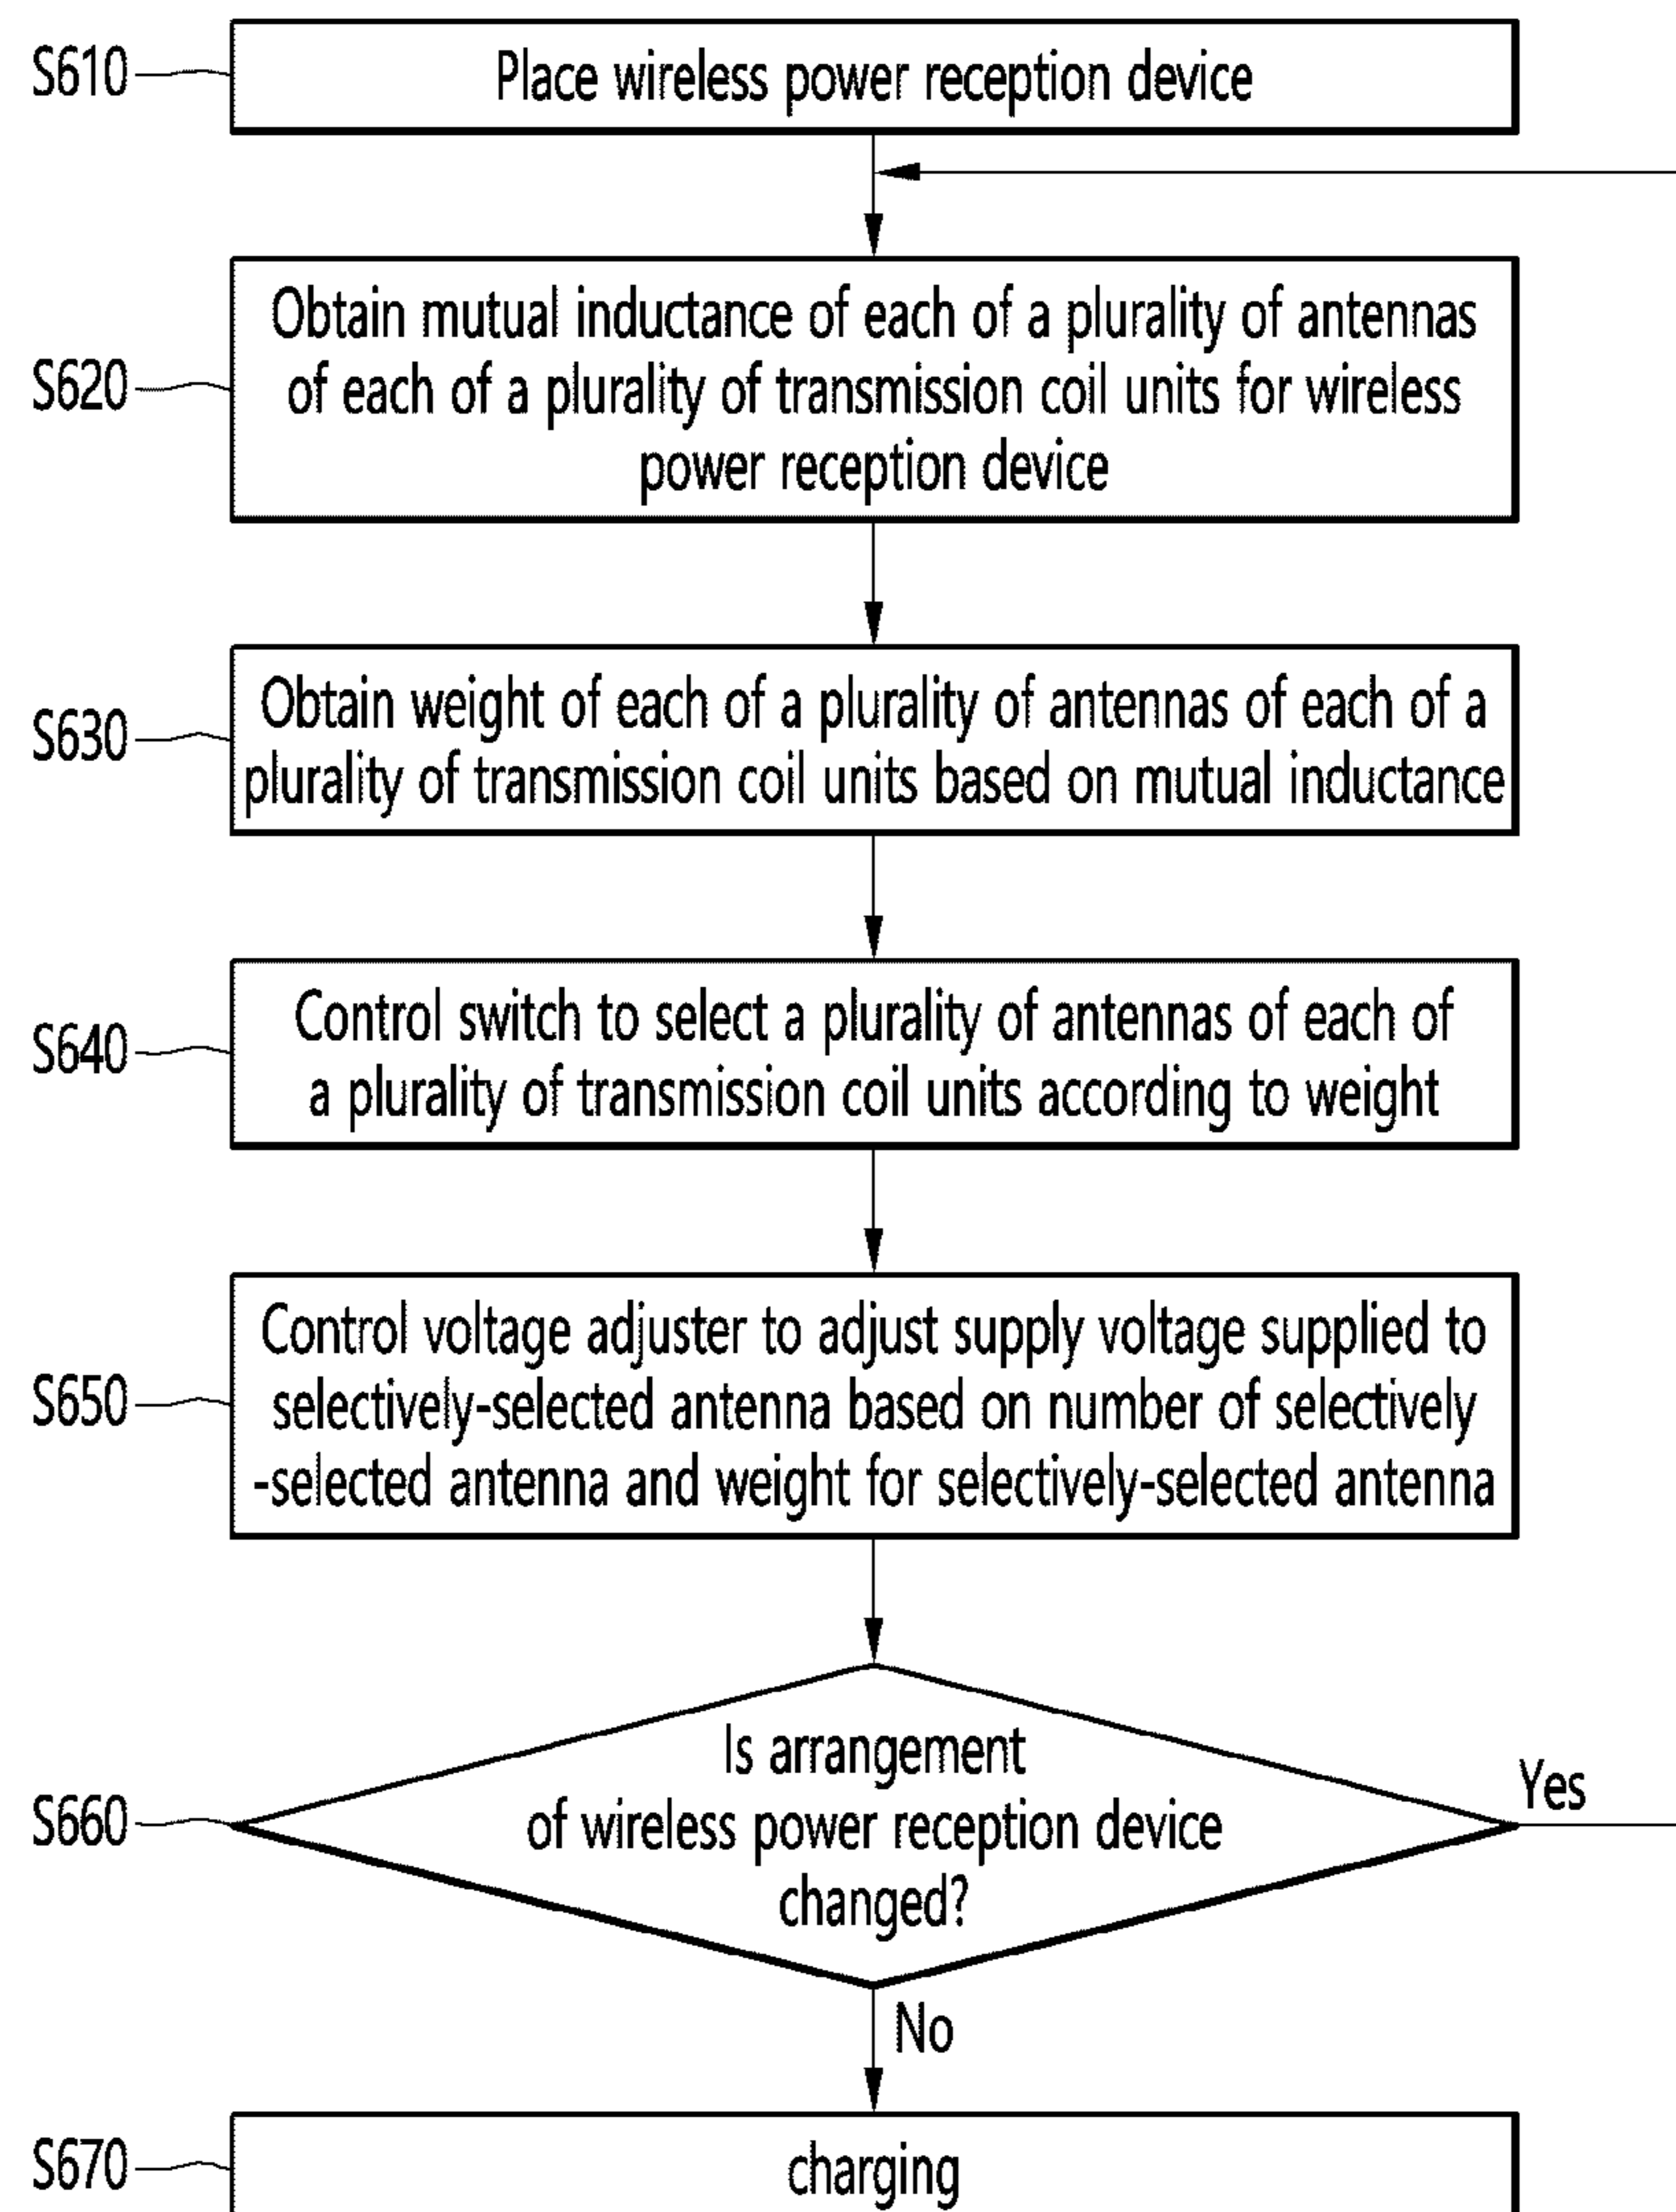 S610
Place wireless power reception device
S620
Obtain mutual inductance of each of a plurality of antennas
of each of a plurality of transmission coil units for wireless
power reception device
S630
Obtain weight of each of a plurality of antennas of each of a
plurality of transmission coil units based on mutual inductance
S640
Control switch to select a plurality of antennas of each of
a plurality of transmission coil units according to weight
S650
Control voltage adjuster to adjust supply voltage supplied to
selectively-selected antenna based on number of selectively
-selected antenna and weight for selectively-selected antenna
S660
Is arrangement
of wireless power reception device
changed?
Yes
No
S670
charging